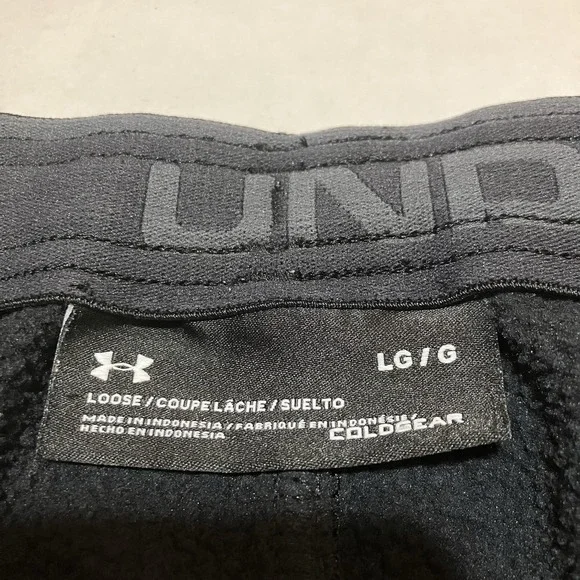 UND
LG/G
LOOSE/COUPE LÂCHE/SUELTO
MADE IN INDONESIA/FABRIQUÉ EN INDONÉSIE/
HECHO EN INDONESIA
COLDGEAR